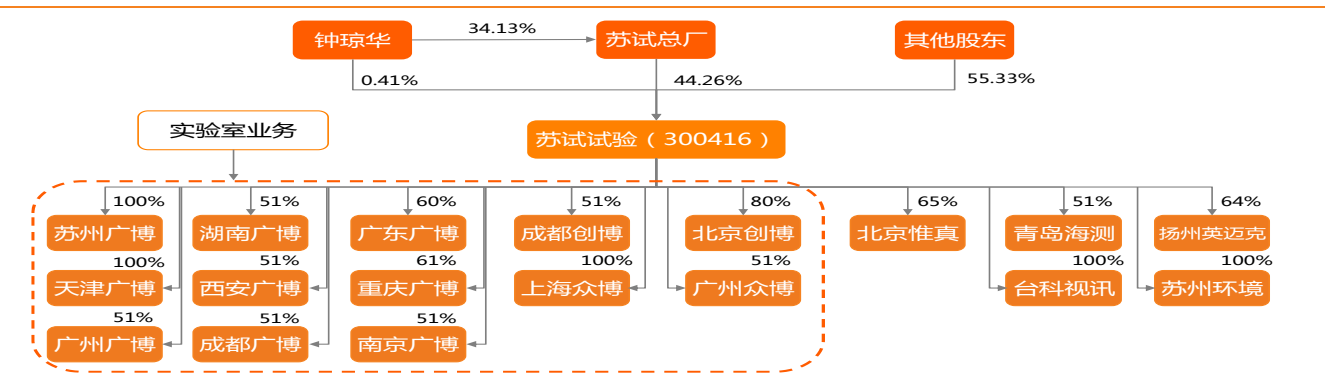 钟琼华
34.13%
苏试总厂
其他股东
0.41%
44.26%
55.33%
实验室业务
苏试试验（300416）
100%
51%
60%
51%
80%
65%
51%
64%
苏州广博
湖南广博
广东广博
成都创博
北京创博
北京惟真
青岛海测
扬州英迈克
100%
51%
61%
100%
51%
100%
100%
天津广博
西安广博
重庆广博
上海众博
广州众博
台科视讯
苏州环境
51%
51%
51%
广州广博
成都广博
南京广博